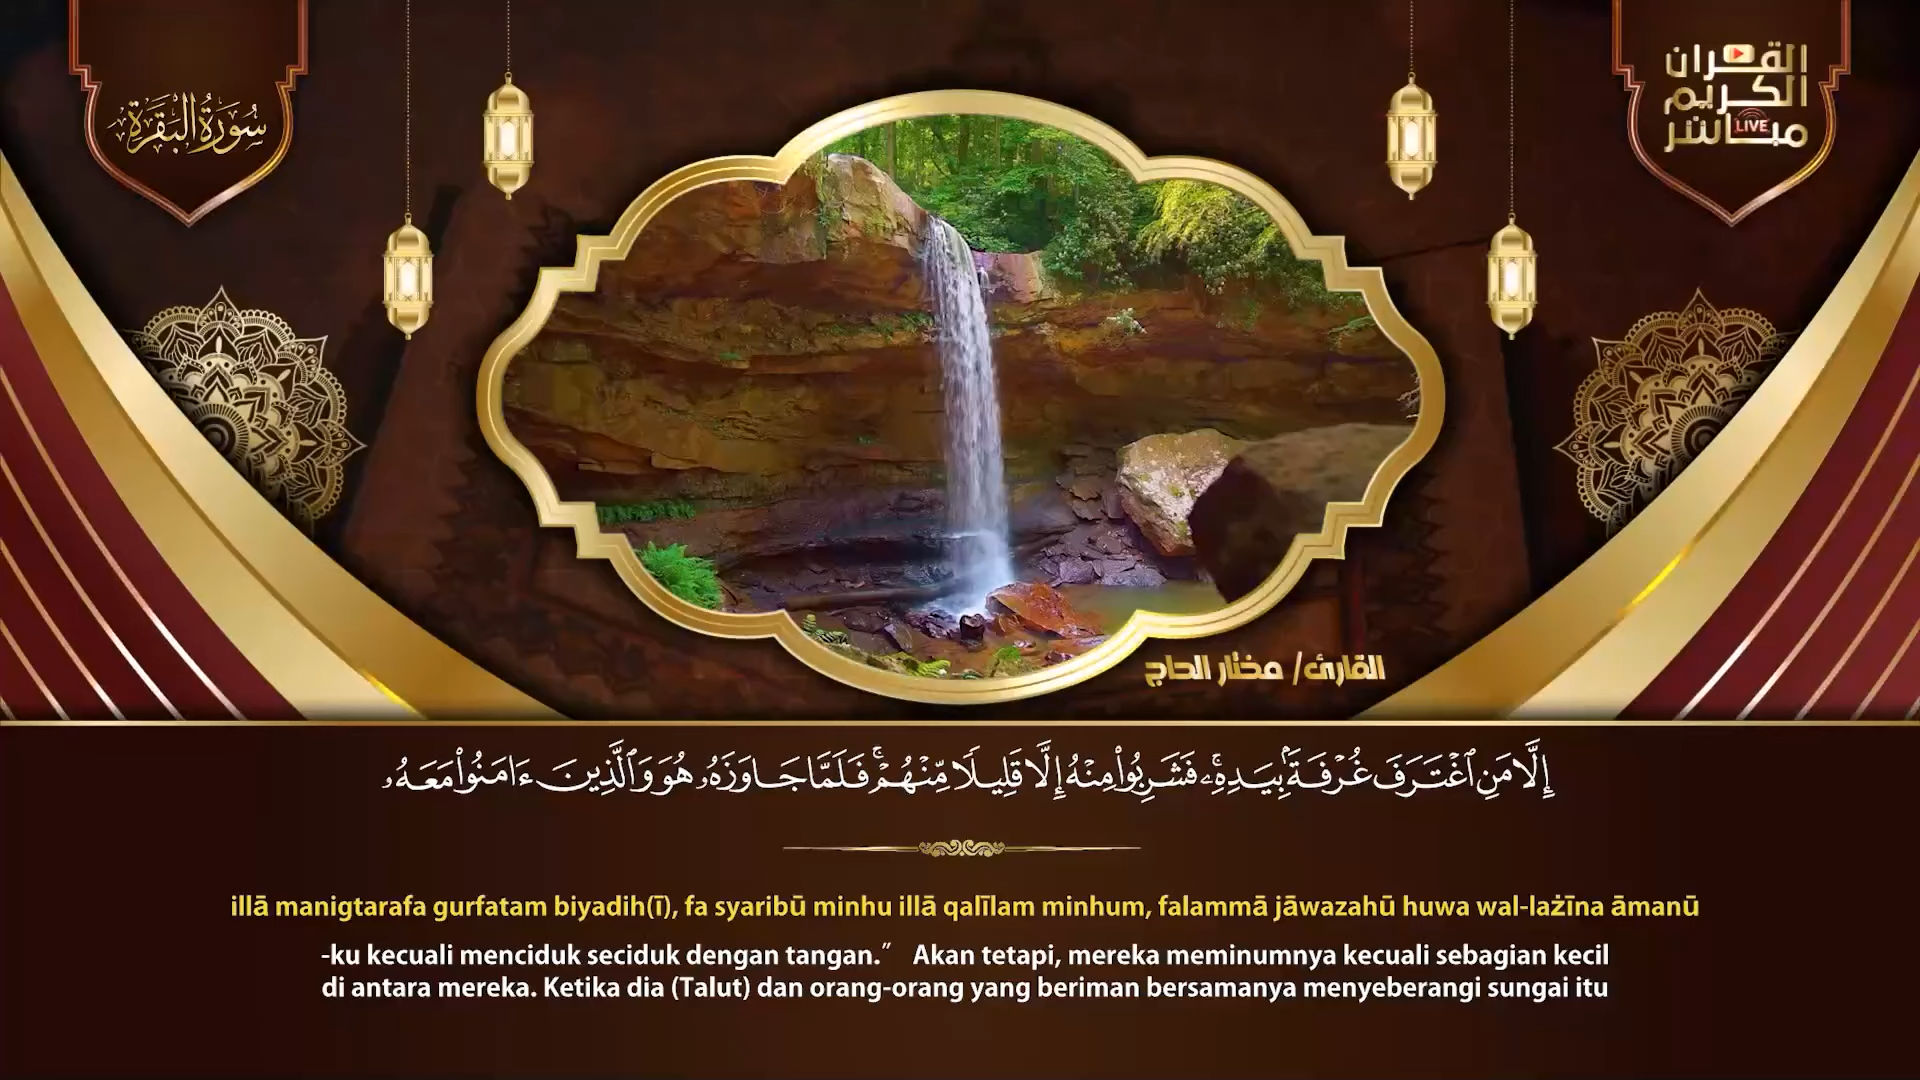 سُورَةُ الْبَقَرَةِ
القرآن
الكريم
مباشر
LIVE
القارئ/ مختار الحاج
إِلَّا مَنِ ٱغْتَرَفَ غُرْفَةَۢ بِيَدِهِۦۚ فَشَرِبُوا۟ مِنْهُ إِلَّا قَلِيلًا مِّنْهُمْۚ فَلَمَّا جَاوَزَهُۥ هُوَ وَٱلَّذِينَ ءَامَنُوا۟ مَعَهُۥ
illā manigtarafa gurfatam biyadih(ī), fa syaribū minhu illā qalīlam minhum, falammā jāwazahū huwa wal-lażīna āmanū
-ku kecuali menciduk seciduk dengan tangan.” Akan tetapi, mereka meminumnya kecuali sebagian kecil
di antara mereka. Ketika dia (Talut) dan orang-orang yang beriman bersamanya menyeberangi sungai itu